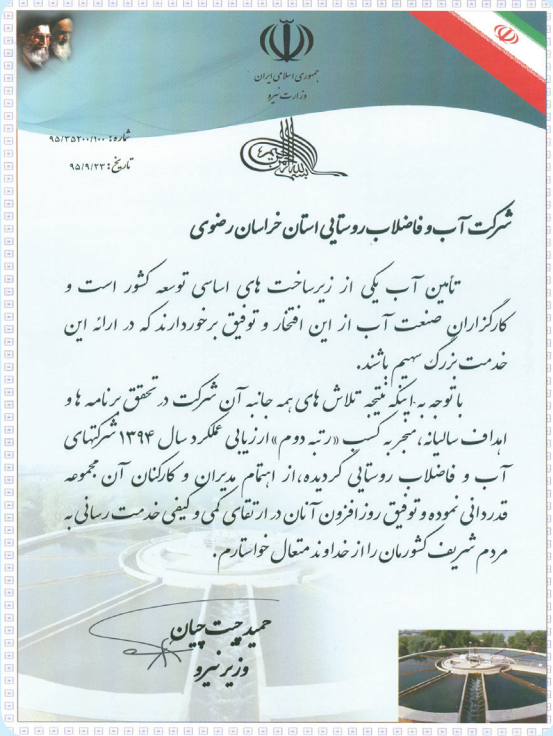 جمهوری اسلامی ایران
وزارت نیرو
شماره: ۹۵/۳۵۲۰۰/۱۰۰
تاریخ: ۹۵/۹/۲۳
بسم الله الرحمن الرحیم
شرکت آب و فاضلاب روستایی استان خراسان رضوی
تأمین آب یکی از زیرساخت های اساسی توسعه کشور است و
کارگزاران صنعت آب از این افتخار و توفیق برخوردارند که در ارائه این
خدمت بزرگ سهیم باشند.
با توجه به اینکه نتیجه تلاش های همه جانبه آن شرکت در تحقق برنامه ها و
اهداف سالیانه، منجر به کسب «رتبه دوم» ارزیابی عملکرد سال ۱۳۹۴ شرکتهای
آب و فاضلاب روستایی گردیده، از اهتمام مدیران و کارکنان آن مجموعه
قدردانی نموده و توفیق روز افزون آنان در ارتقای کمی و کیفی خدمت رسانی به
مردم شریف کشورمان را از خداوند متعال خواستارم.
حمید چیت چیان
وزیر نیرو